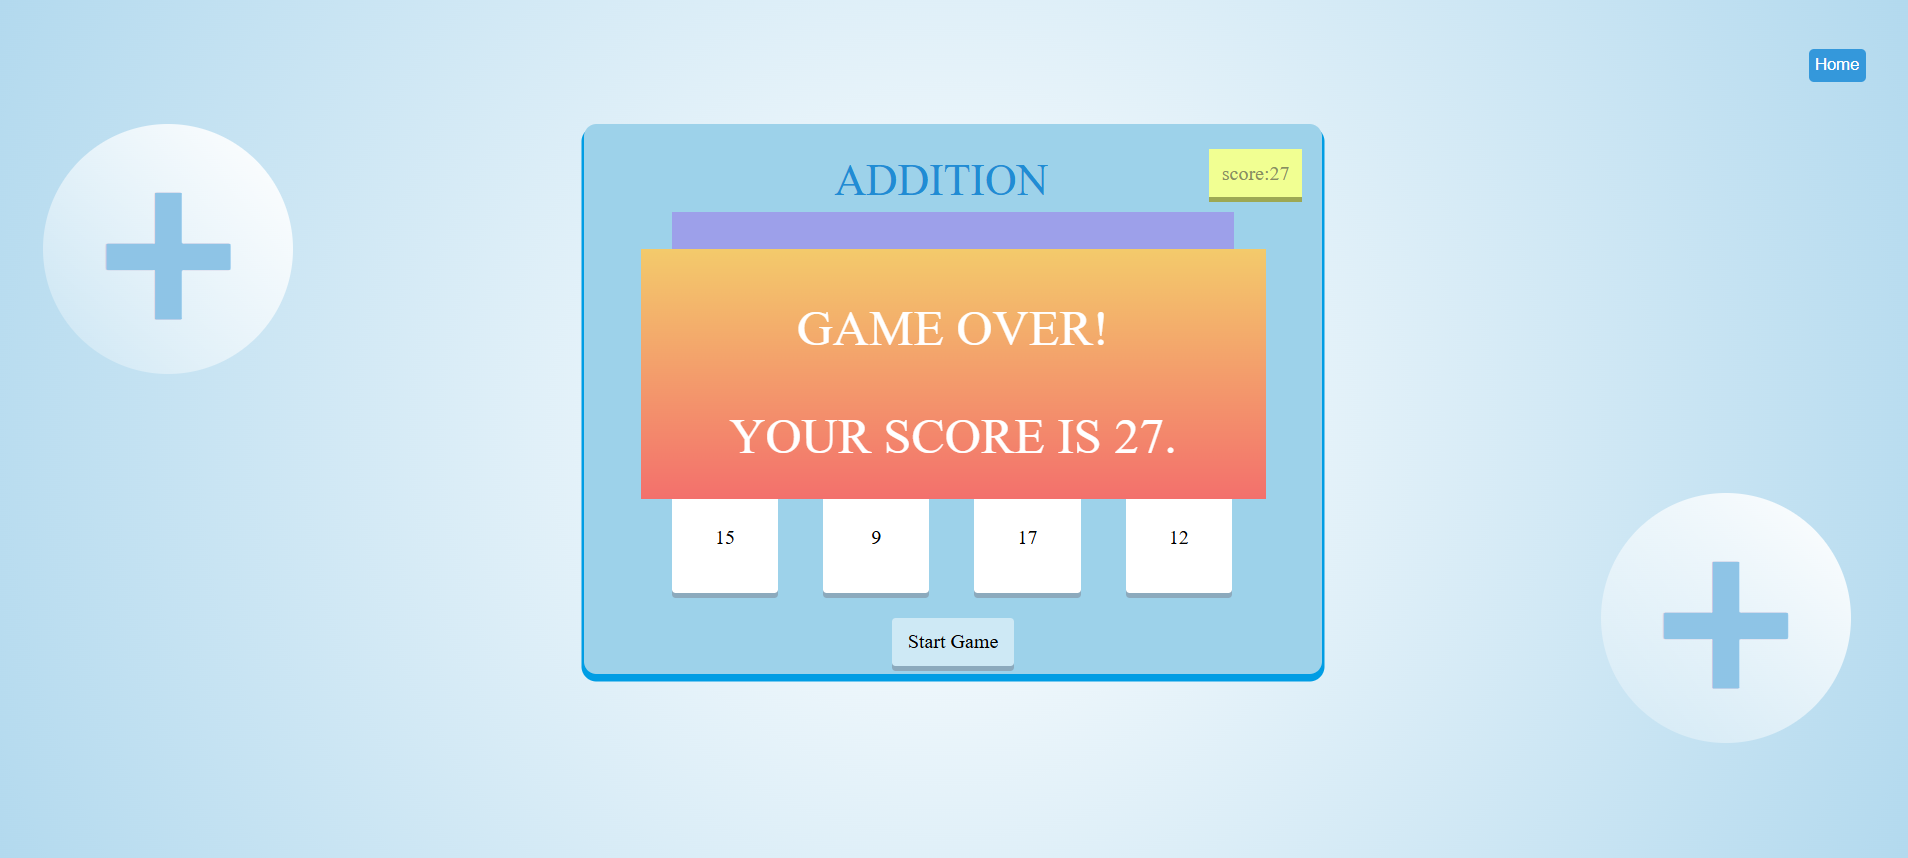 Home
ADDITION
score:27
GAME OVER!
YOUR SCORE IS 27.
15 9 17 12
Start Game